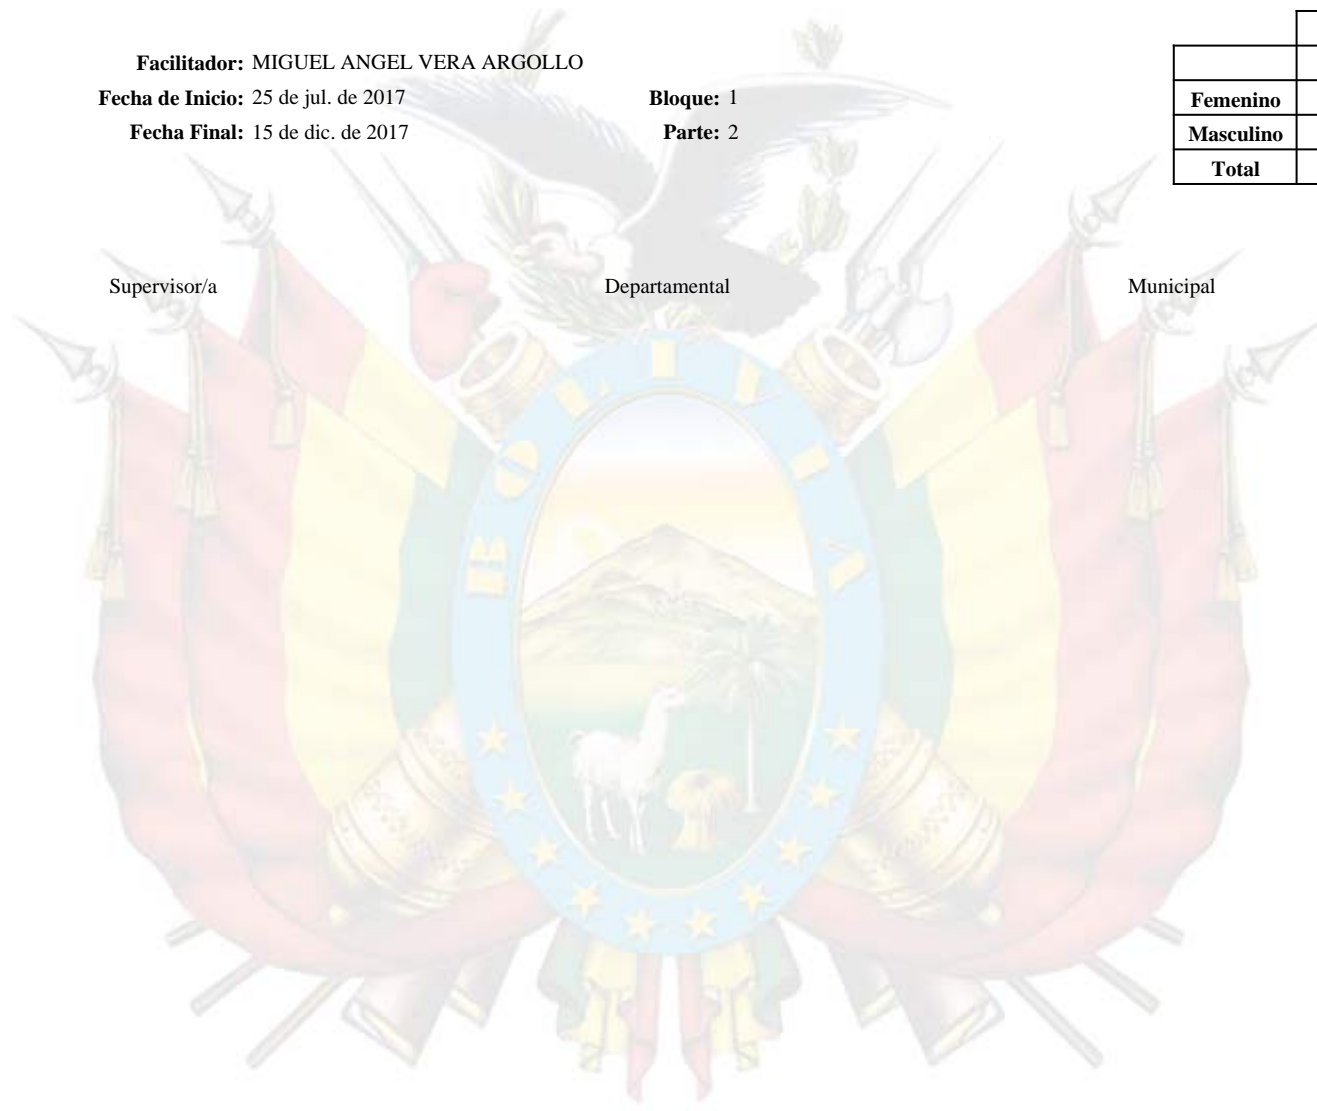 Facilitador: MIGUEL ANGEL VERA ARGOLLO
Fecha de Inicio: 25 de jul. de 2017 Bloque: 1
Fecha Final: 15 de dic. de 2017 Parte: 2
Femenino
Masculino
Total
Supervisor/a Departamental Municipal
BOLIVIA